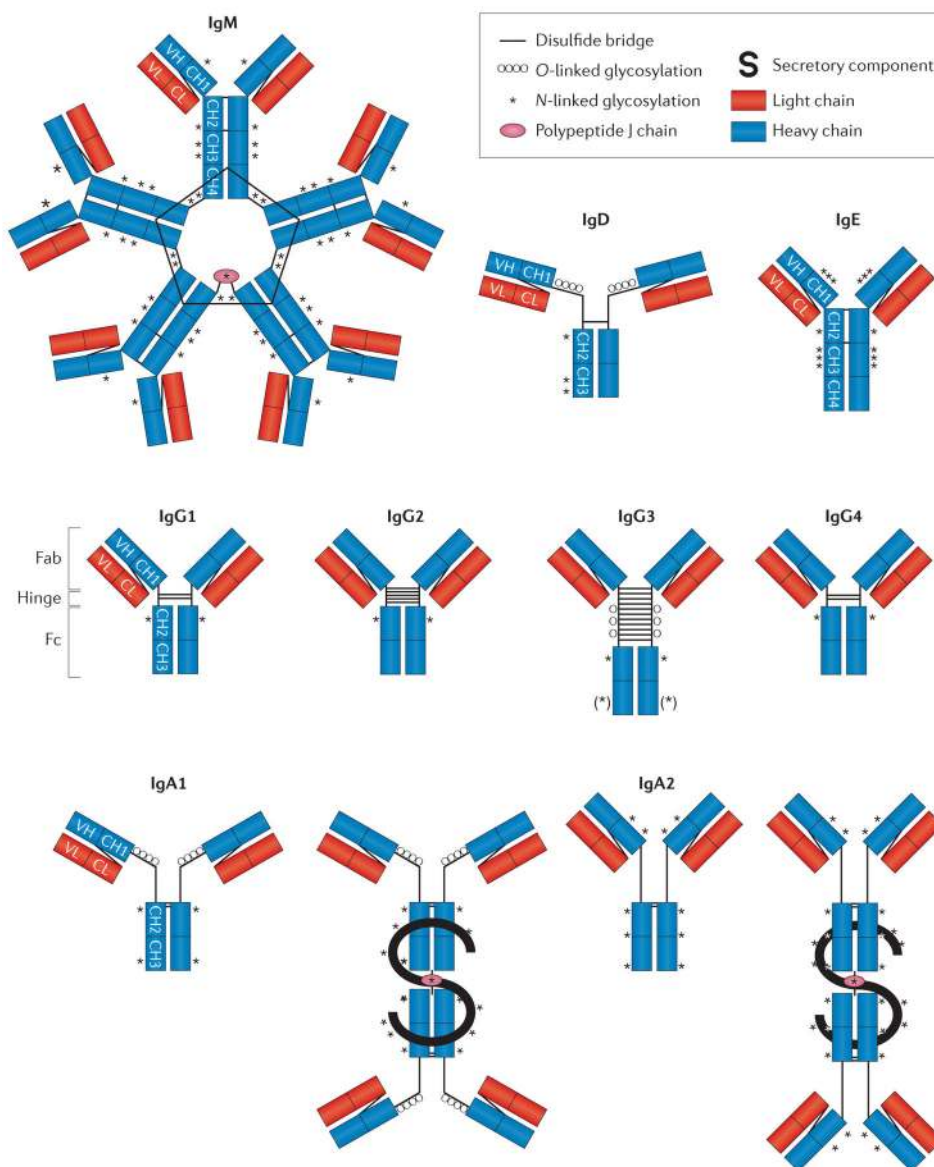 IgM
VH CH1
VL CL
CH2 CH3 CH4
Disulfide bridge
O-linked glycosylation
* N-linked glycosylation
Polypeptide J chain
S Secretory component
Light chain
Heavy chain
IgD
VH CH1
VL CL
CH2 CH3
IgE
VH CH1
VL CL
CH2 CH3 CH4
IgG1
IgG2
IgG3
IgG4
Fab
Hinge
Fc
VH CH1
VL CL
CH2 CH3
(*) (*)
IgA1
IgA2
VH CH1
VL CL
CH2 CH3